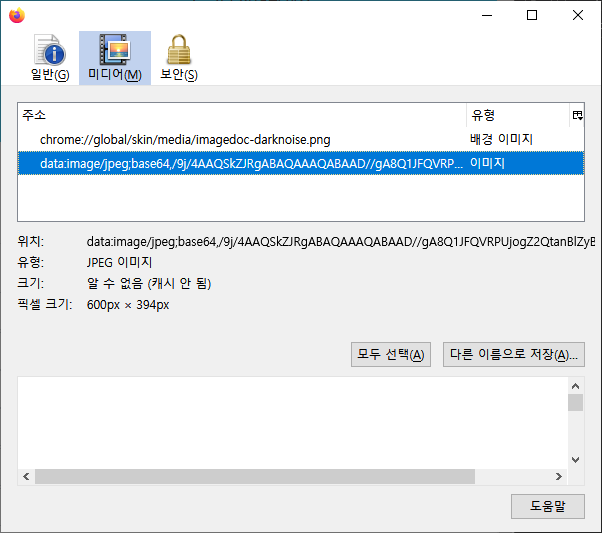 일반(G) 미디어(M) 보안(S)
주소 유형
chrome://global/skin/media/imagedoc-darknoise.png 배경 이미지
data:image/jpeg;base64,/9j/4AAQSkZJRgABAQAAAQABAAD//gA8Q1JFQVRP... 이미지
위치: data:image/jpeg;base64,/9j/4AAQSkZJRgABAQAAAQABAAD//gA8Q1JFQVRPUjogZ2QtanBlZyB
유형: JPEG 이미지
크기: 알 수 없음 (캐시 안 됨)
픽셀 크기: 600px × 394px
모두 선택(A) 다른 이름으로 저장(A)...
도움말